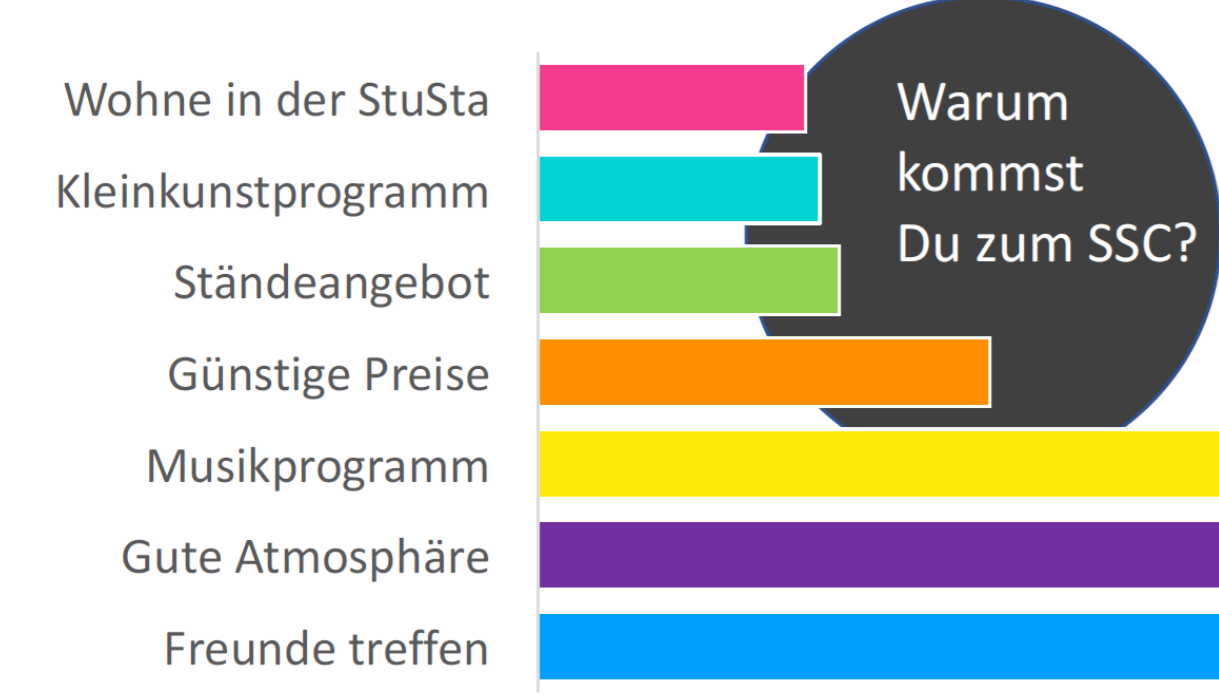 Wohne in der StuSta
Kleinkunstprogramm
Ständeangebot
Günstige Preise
Musikprogramm
Gute Atmosphäre
Freunde treffen
Warum
kommst
Du zum SSC?